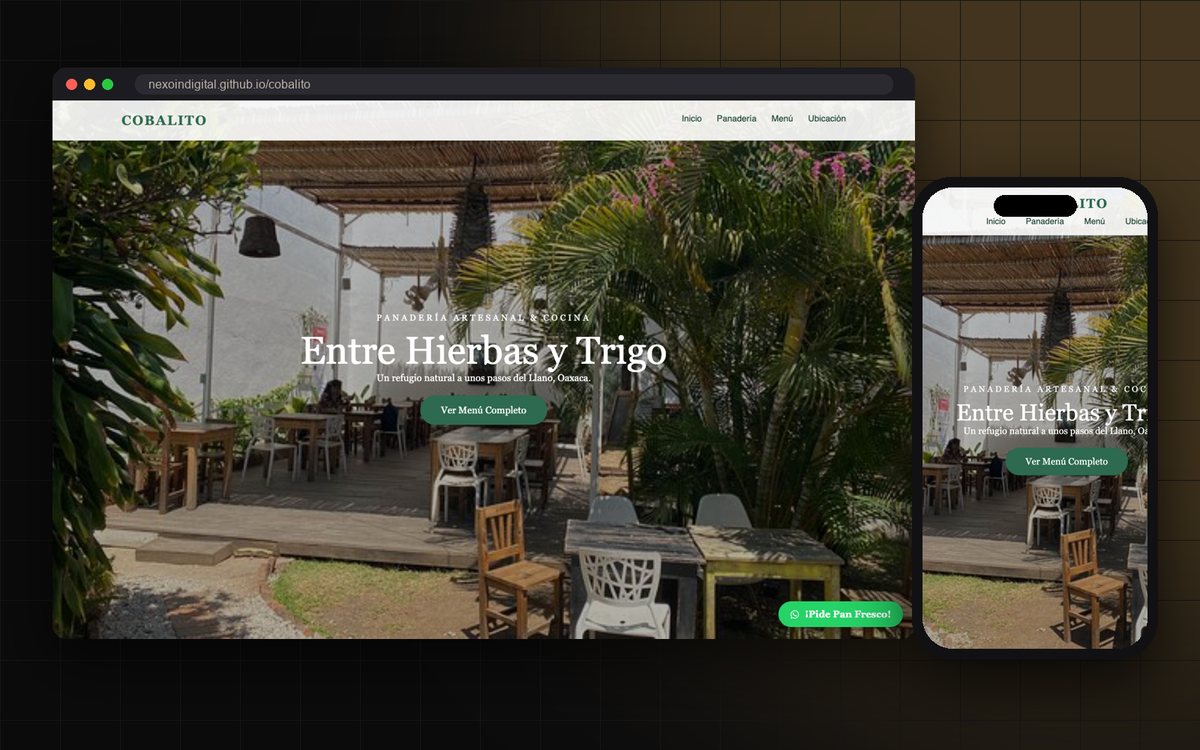 nexoindigital.github.io/cobalito
COBALITO
Inicio Panadería Menú Ubicación
PANADERÍA ARTESANAL & COCINA
Entre Hierbas y Trigo
Un refugio natural a unos pasos del Llano, Oaxaca.
Ver Menú Completo
¡Pide Pan Fresco!
ITO
Inicio Panadería Menú Ubica
PANADERÍA ARTESANAL & COC
Entre Hierbas y Tr
Un refugio natural a unos pasos del Llano, Oa
Ver Menú Completo